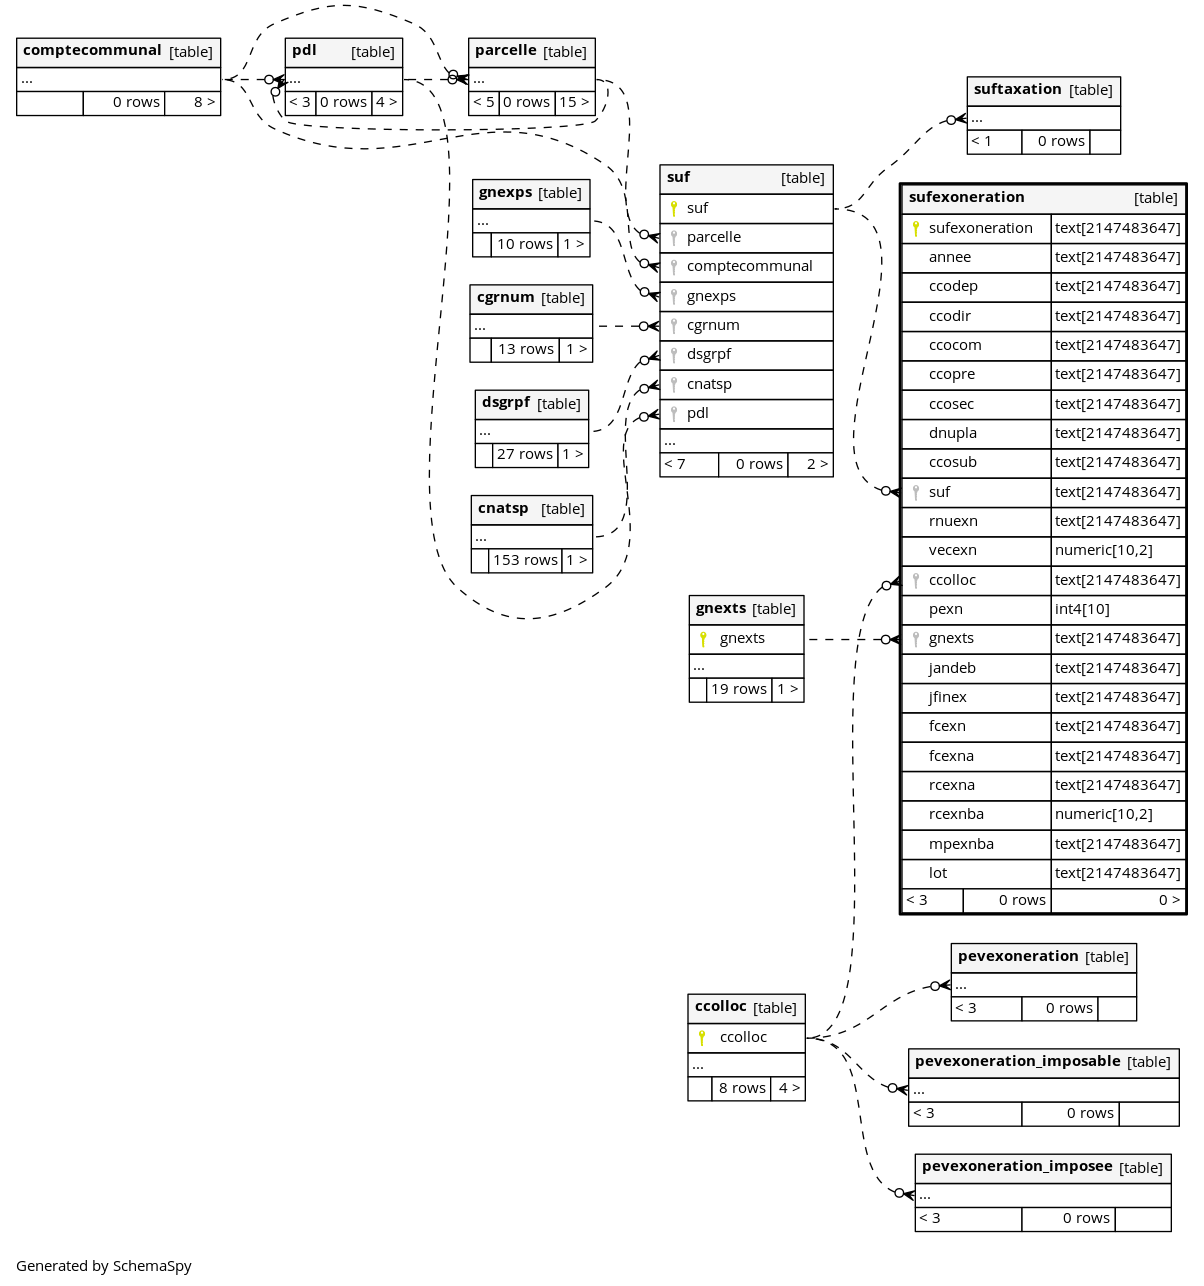 comptecommunal [table]
...
0 rows 8 >
pdl [table]
...
< 3 0 rows 4 >
parcelle [table]
...
< 5 0 rows 15 >
suftaxation [table]
...
< 1 0 rows
gnexps [table]
...
10 rows 1 >
cgrnum [table]
...
13 rows 1 >
dsgrpf [table]
...
27 rows 1 >
cnatsp [table]
...
153 rows 1 >
suf [table]
suf
parcelle
comptecommunal
gnexps
cgrnum
dsgrpf
cnatsp
pdl
...
< 7 0 rows 2 >
gnexts [table]
gnexts
...
19 rows 1 >
sufexoneration [table]
sufexoneration text[2147483647]
annee text[2147483647]
ccodep text[2147483647]
ccodir text[2147483647]
ccocom text[2147483647]
ccopre text[2147483647]
ccosec text[2147483647]
dnupla text[2147483647]
ccosub text[2147483647]
suf text[2147483647]
rnuexn text[2147483647]
vecexn numeric[10,2]
ccolloc text[2147483647]
pexn int4[10]
gnexts text[2147483647]
jandeb text[2147483647]
jfinex text[2147483647]
fcexn text[2147483647]
fcexna text[2147483647]
rcexna text[2147483647]
rcexnba numeric[10,2]
mpexnba text[2147483647]
lot text[2147483647]
< 3 0 rows 0 >
ccolloc [table]
ccolloc
...
8 rows 4 >
pevexoneration [table]
...
< 3 0 rows
pevexoneration_imposable [table]
...
< 3 0 rows
pevexoneration_imposee [table]
...
< 3 0 rows
Generated by SchemaSpy